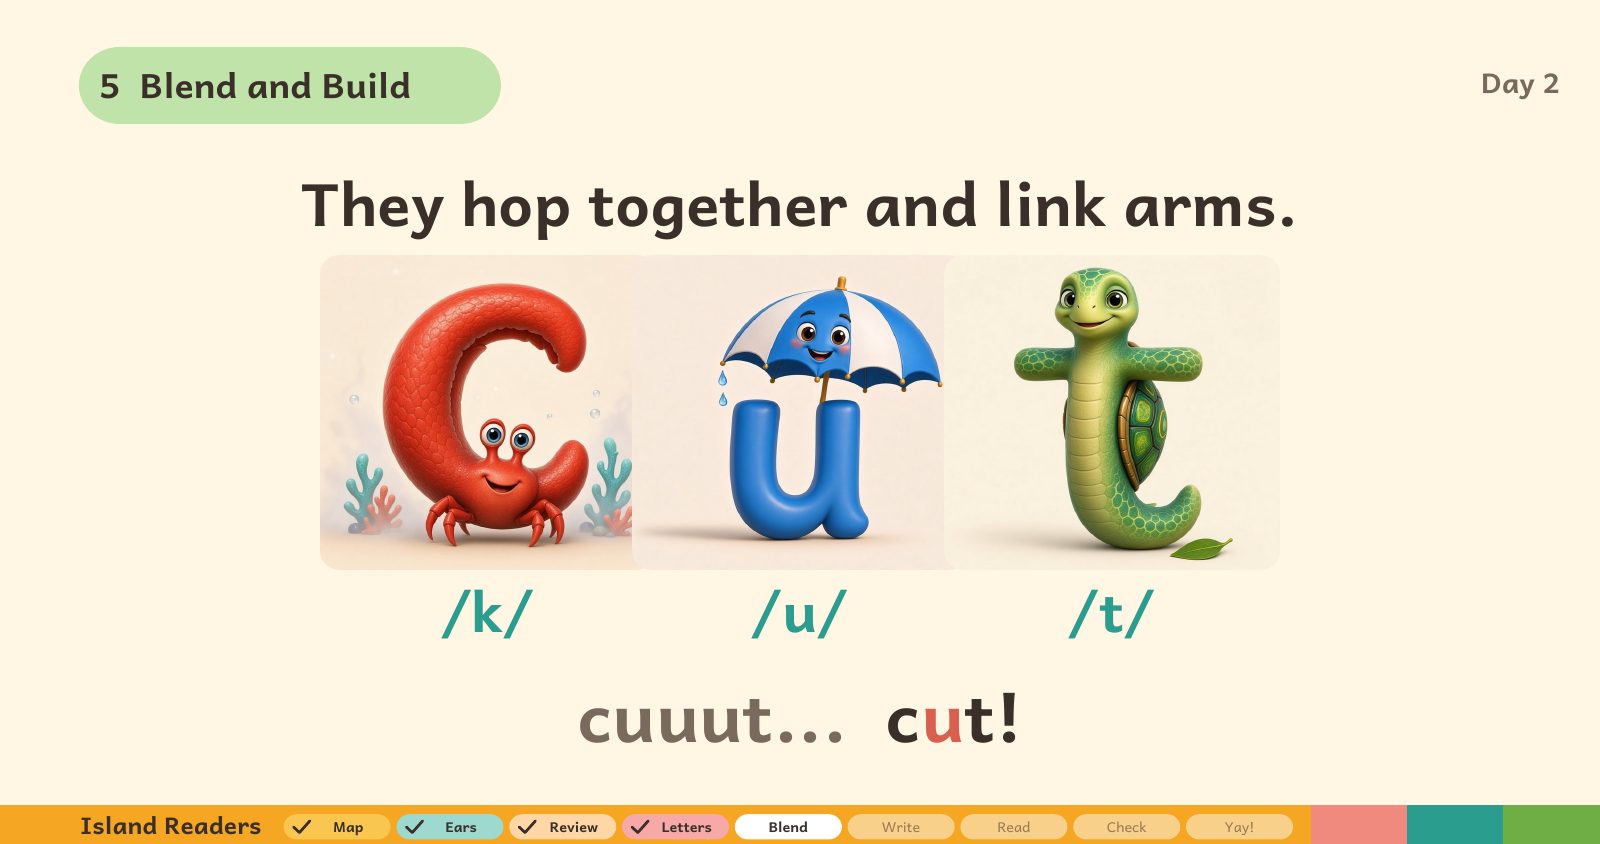 5 Blend and Build
Day 2
They hop together and link arms.
/k/ /u/ /t/
cuuut... cut!
Island Readers Map Ears Review Letters Blend Write Read Check Yay!